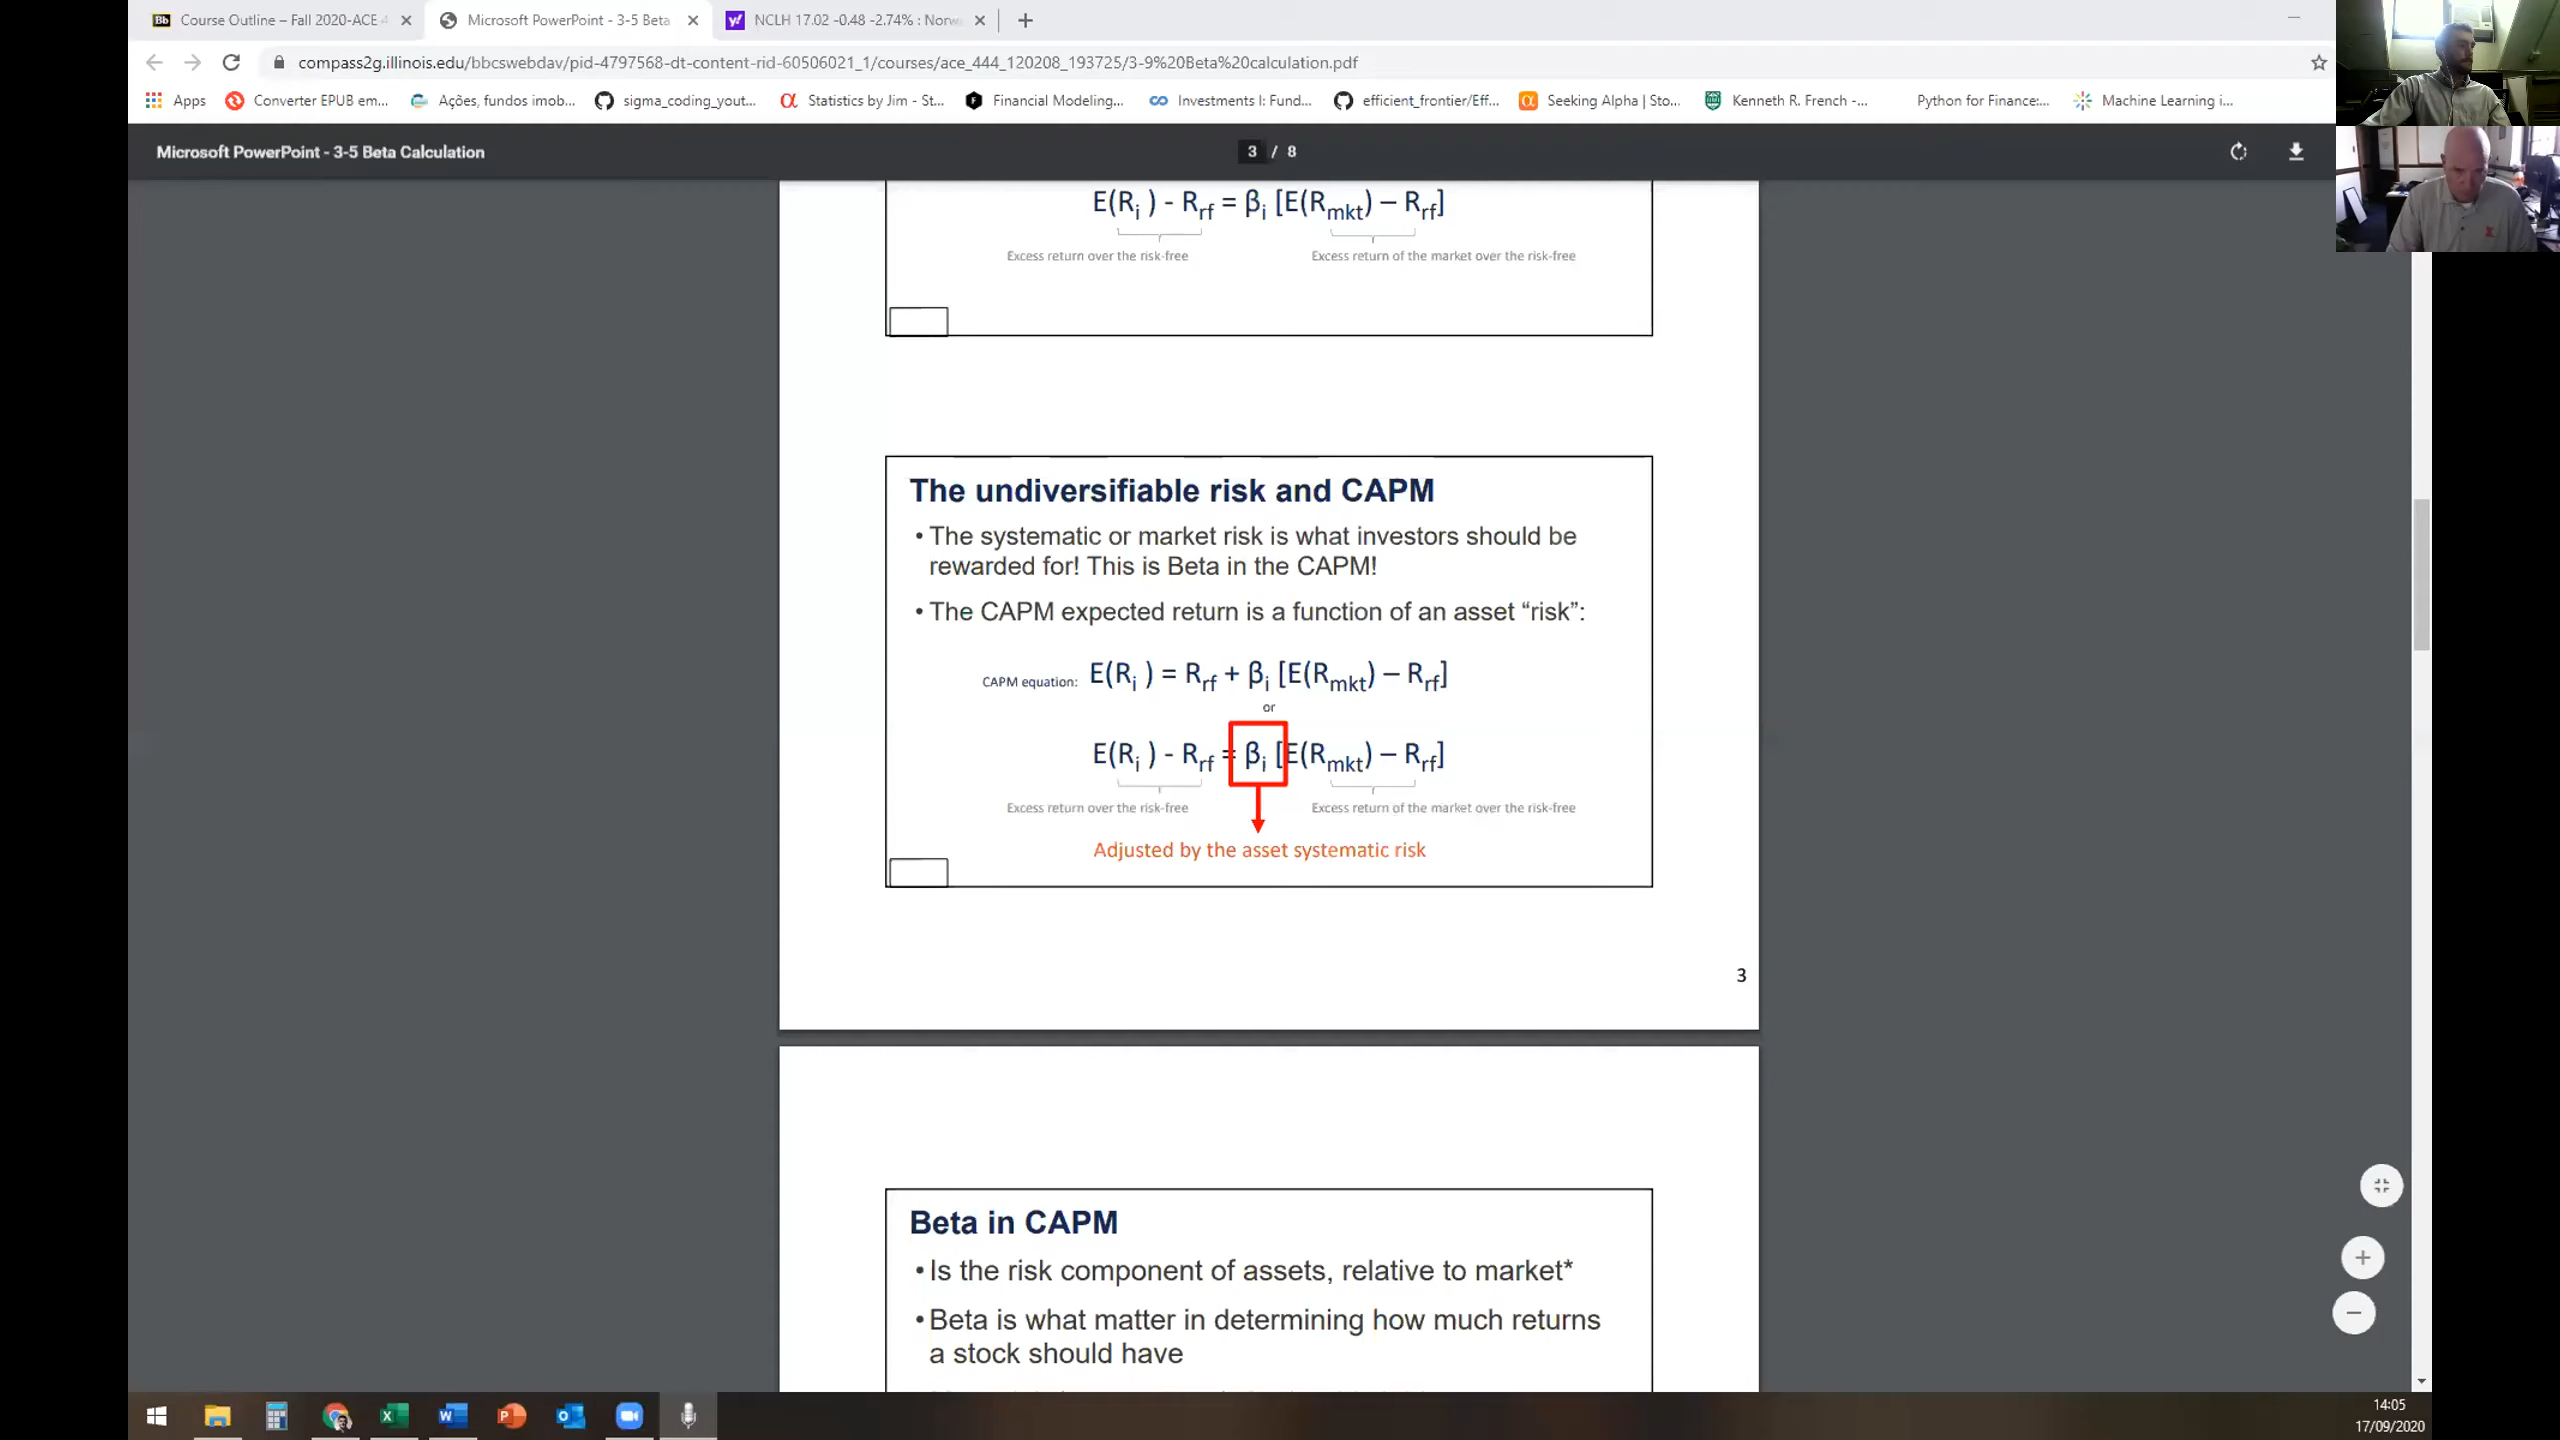 Course Outline – Fall 2020-ACE 4
Microsoft PowerPoint - 3-5 Beta
NCLH 17.02 -0.48 -2.74% : Norw
compass2g.illinois.edu/bbcswebdav/pid-4797568-dt-content-rid-60506021_1/courses/ace_444_120208_193725/3-9%20Beta%20calculation.pdf
Apps
Converter EPUB em...
Ações, fundos imob...
sigma_coding_yout...
Statistics by Jim - St...
Financial Modeling...
Investments I: Fund...
efficient_frontier/Eff...
Seeking Alpha | Sto...
Kenneth R. French -...
Python for Finance:...
Machine Learning i...
Microsoft PowerPoint - 3-5 Beta Calculation
3 / 8
E(Ri ) - Rrf = βi [E(Rmkt) – Rrf]
Excess return over the risk-free
Excess return of the market over the risk-free
The undiversifiable risk and CAPM
• The systematic or market risk is what investors should be
rewarded for! This is Beta in the CAPM!
• The CAPM expected return is a function of an asset “risk”:
CAPM equation: E(Ri ) = Rrf + βi [E(Rmkt) – Rrf]
or
E(Ri ) - Rrf = βi [E(Rmkt) – Rrf]
Excess return over the risk-free
Excess return of the market over the risk-free
Adjusted by the asset systematic risk
3
Beta in CAPM
• Is the risk component of assets, relative to market*
• Beta is what matter in determining how much returns
a stock should have
14:05
17/09/2020